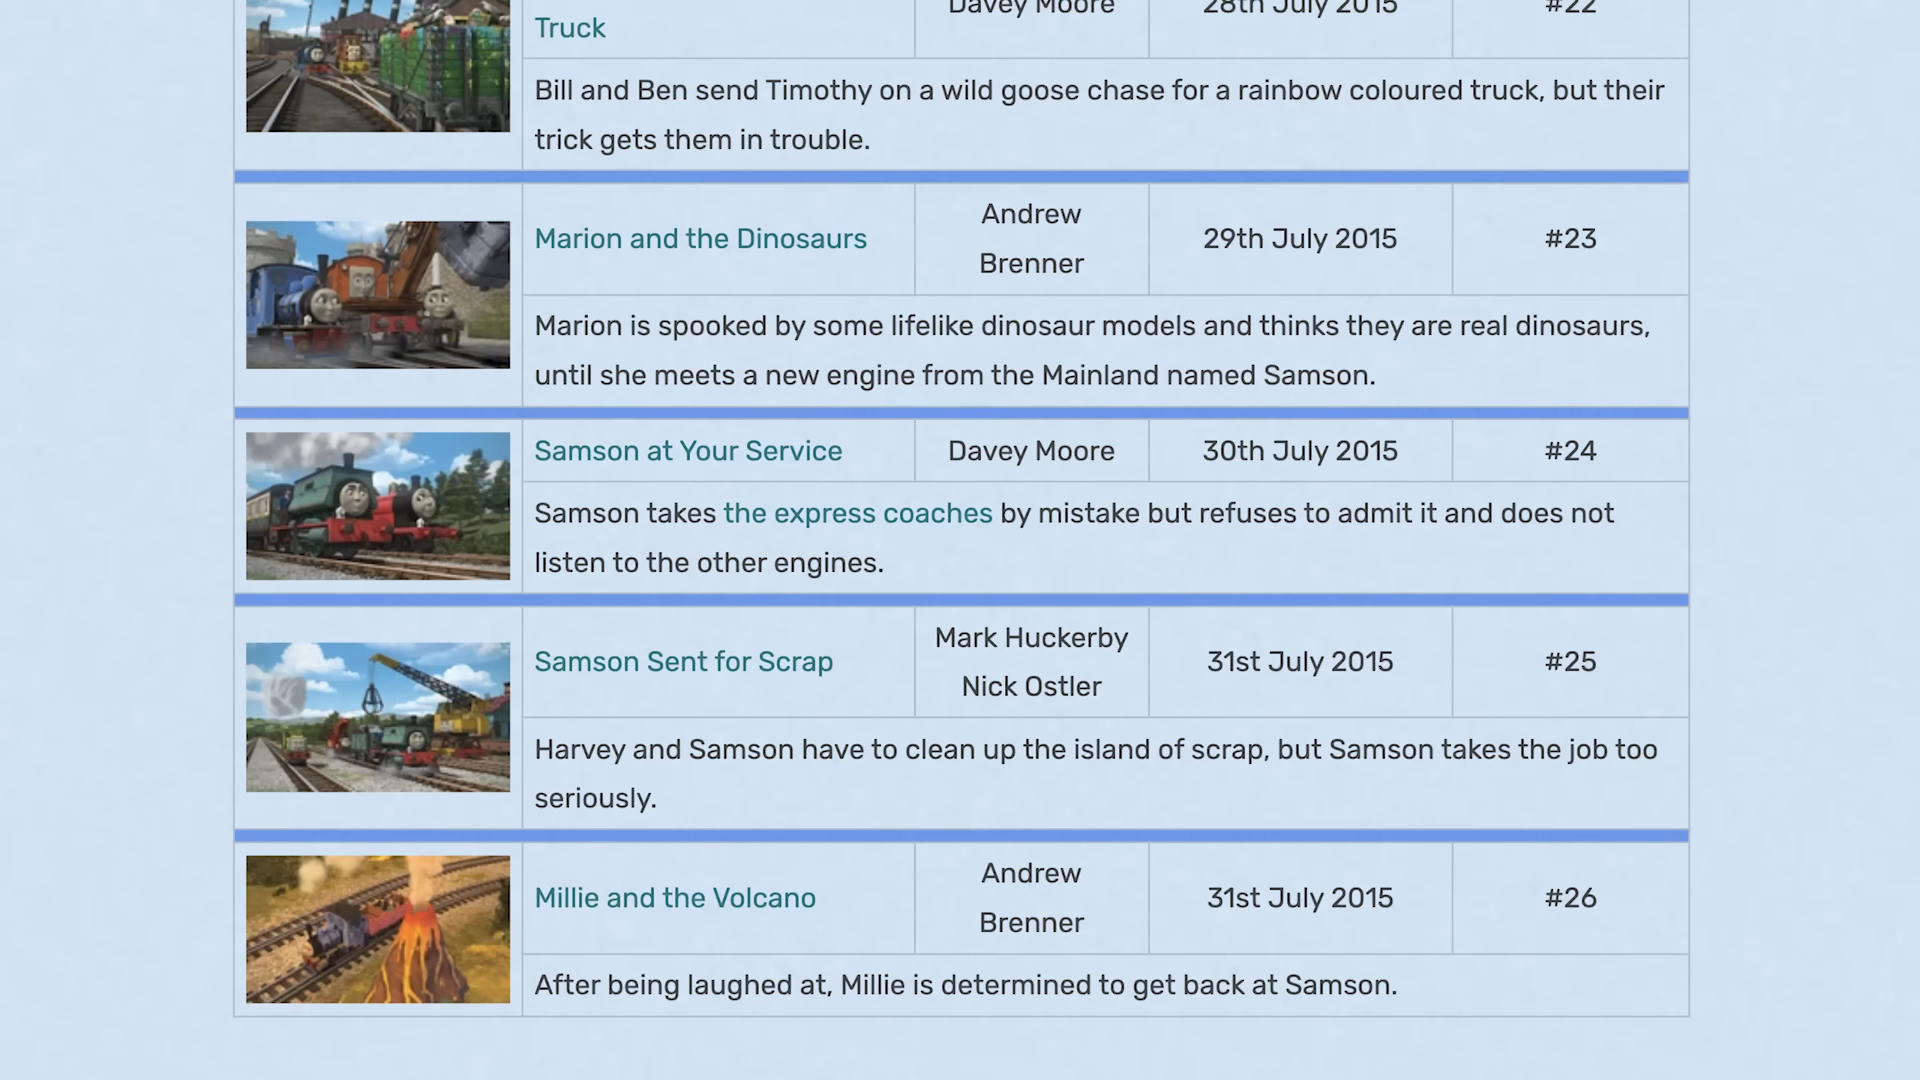 Truck
Davey Moore
28th July 2015
#22
Bill and Ben send Timothy on a wild goose chase for a rainbow coloured truck, but their
trick gets them in trouble.
Marion and the Dinosaurs
Andrew
Brenner
29th July 2015
#23
Marion is spooked by some lifelike dinosaur models and thinks they are real dinosaurs,
until she meets a new engine from the Mainland named Samson.
Samson at Your Service
Davey Moore
30th July 2015
#24
Samson takes the express coaches by mistake but refuses to admit it and does not
listen to the other engines.
Samson Sent for Scrap
Mark Huckerby
Nick Ostler
31st July 2015
#25
Harvey and Samson have to clean up the island of scrap, but Samson takes the job too
seriously.
Millie and the Volcano
Andrew
Brenner
31st July 2015
#26
After being laughed at, Millie is determined to get back at Samson.